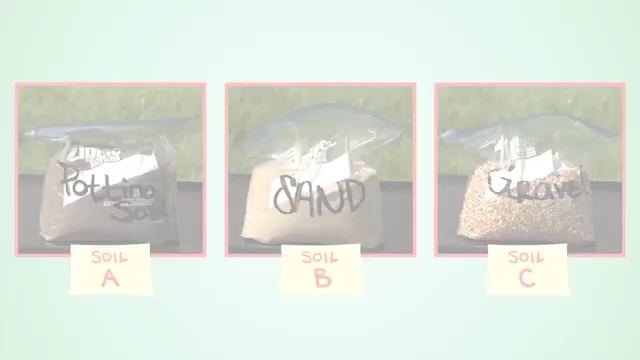 Potting
Soil
SAND
Gravel
SOIL
A
SOIL
B
SOIL
C